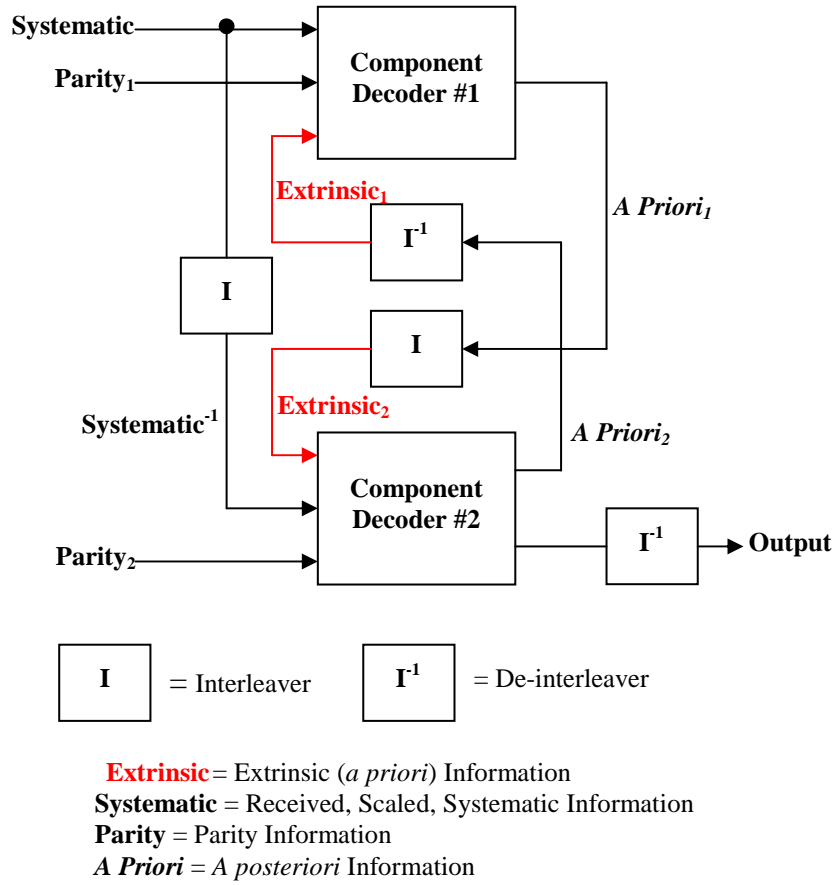 Systematic
Parity₁
Component
Decoder #1
Extrinsic₁
A Priori₁
I⁻¹
I
I
Extrinsic₂
Systematic⁻¹
A Priori₂
Component
Decoder #2
Parity₂
I⁻¹
Output
I = Interleaver
I⁻¹ = De-interleaver
Extrinsic = Extrinsic (a priori) Information
Systematic = Received, Scaled, Systematic Information
Parity = Parity Information
A Priori = A posteriori Information